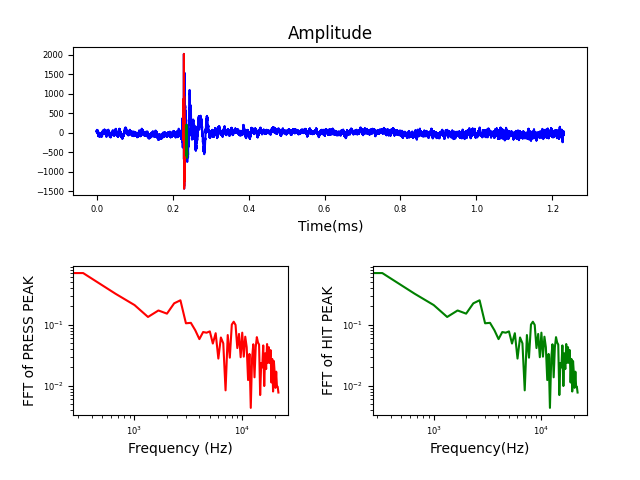 Amplitude
2000
1500
1000
500
0
−500
−1000
−1500
0.0 0.2 0.4 0.6 0.8 1.0 1.2
Time(ms)
FFT of PRESS PEAK
10⁻¹
10⁻²
10³ 10⁴
Frequency (Hz)
FFT of HIT PEAK
10⁻¹
10⁻²
10³ 10⁴
Frequency(Hz)